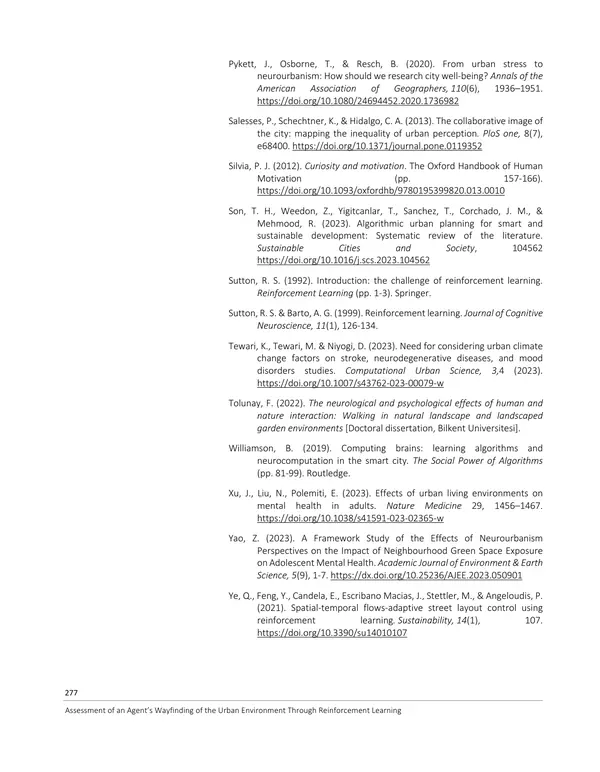 Pykett, J., Osborne, T., & Resch, B. (2020). From urban stress to
neurourbanism: How should we research city well-being? Annals of the
American Association of Geographers, 110(6), 1936–1951.
https://doi.org/10.1080/24694452.2020.1736982
Salesses, P., Schechtner, K., & Hidalgo, C. A. (2013). The collaborative image of
the city: mapping the inequality of urban perception. PloS one, 8(7),
e68400. https://doi.org/10.1371/journal.pone.0119352
Silvia, P. J. (2012). Curiosity and motivation. The Oxford Handbook of Human
Motivation (pp. 157-166).
https://doi.org/10.1093/oxfordhb/9780195399820.013.0010
Son, T. H., Weedon, Z., Yigitcanlar, T., Sanchez, T., Corchado, J. M., &
Mehmood, R. (2023). Algorithmic urban planning for smart and
sustainable development: Systematic review of the literature.
Sustainable Cities and Society, 104562
https://doi.org/10.1016/j.scs.2023.104562
Sutton, R. S. (1992). Introduction: the challenge of reinforcement learning.
Reinforcement Learning (pp. 1-3). Springer.
Sutton, R. S. & Barto, A. G. (1999). Reinforcement learning. Journal of Cognitive
Neuroscience, 11(1), 126-134.
Tewari, K., Tewari, M. & Niyogi, D. (2023). Need for considering urban climate
change factors on stroke, neurodegenerative diseases, and mood
disorders studies. Computational Urban Science, 3,4 (2023).
https://doi.org/10.1007/s43762-023-00079-w
Tolunay, F. (2022). The neurological and psychological effects of human and
nature interaction: Walking in natural landscape and landscaped
garden environments [Doctoral dissertation, Bilkent Universitesi].
Williamson, B. (2019). Computing brains: learning algorithms and
neurocomputation in the smart city. The Social Power of Algorithms
(pp. 81-99). Routledge.
Xu, J., Liu, N., Polemiti, E. (2023). Effects of urban living environments on
mental health in adults. Nature Medicine 29, 1456–1467.
https://doi.org/10.1038/s41591-023-02365-w
Yao, Z. (2023). A Framework Study of the Effects of Neurourbanism
Perspectives on the Impact of Neighbourhood Green Space Exposure
on Adolescent Mental Health. Academic Journal of Environment & Earth
Science, 5(9), 1-7. https://dx.doi.org/10.25236/AJEE.2023.050901
Ye, Q., Feng, Y., Candela, E., Escribano Macias, J., Stettler, M., & Angeloudis, P.
(2021). Spatial-temporal flows-adaptive street layout control using
reinforcement learning. Sustainability, 14(1), 107.
https://doi.org/10.3390/su14010107
277
Assessment of an Agent's Wayfinding of the Urban Environment Through Reinforcement Learning